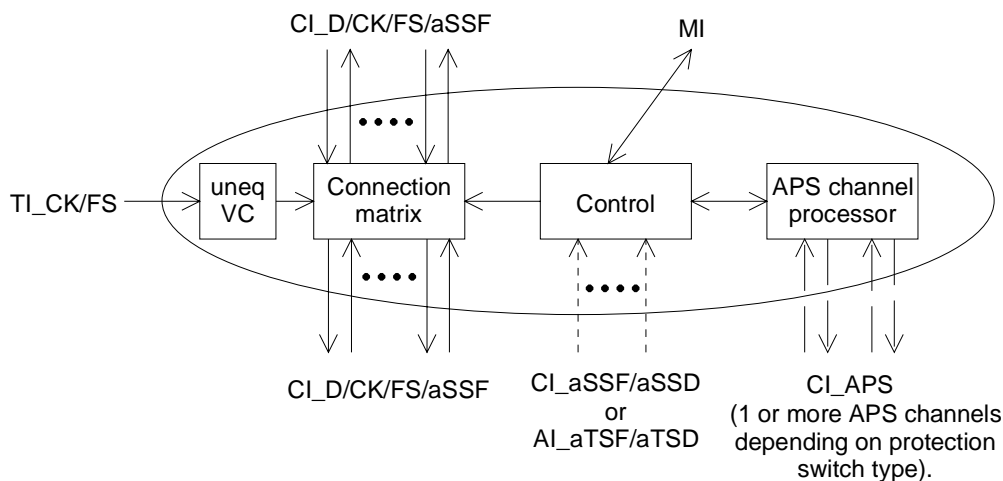 CI_D/CK/FS/aSSF
MI
TI_CK/FS
uneq
VC
Connection
matrix
Control
APS channel
processor
CI_D/CK/FS/aSSF
CI_aSSF/aSSD
or
AI_aTSF/aTSD
CI_APS
(1 or more APS channels
depending on protection
switch type).